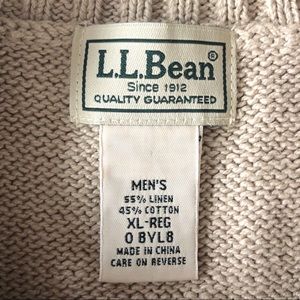 L.L.Bean®
Since 1912
QUALITY GUARANTEED
MEN'S
55% LINEN
45% COTTON
XL-REG
0 BYL8
MADE IN CHINA
CARE ON REVERSE